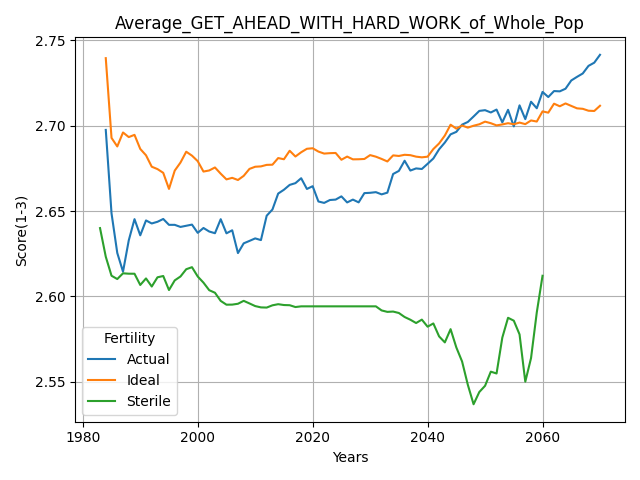 Average_GET_AHEAD_WITH_HARD_WORK_of_Whole_Pop
2.75
2.70
2.65
2.60
2.55
Score(1-3)
Fertility
Actual
Ideal
Sterile
1980
2000
2020
2040
2060
Years